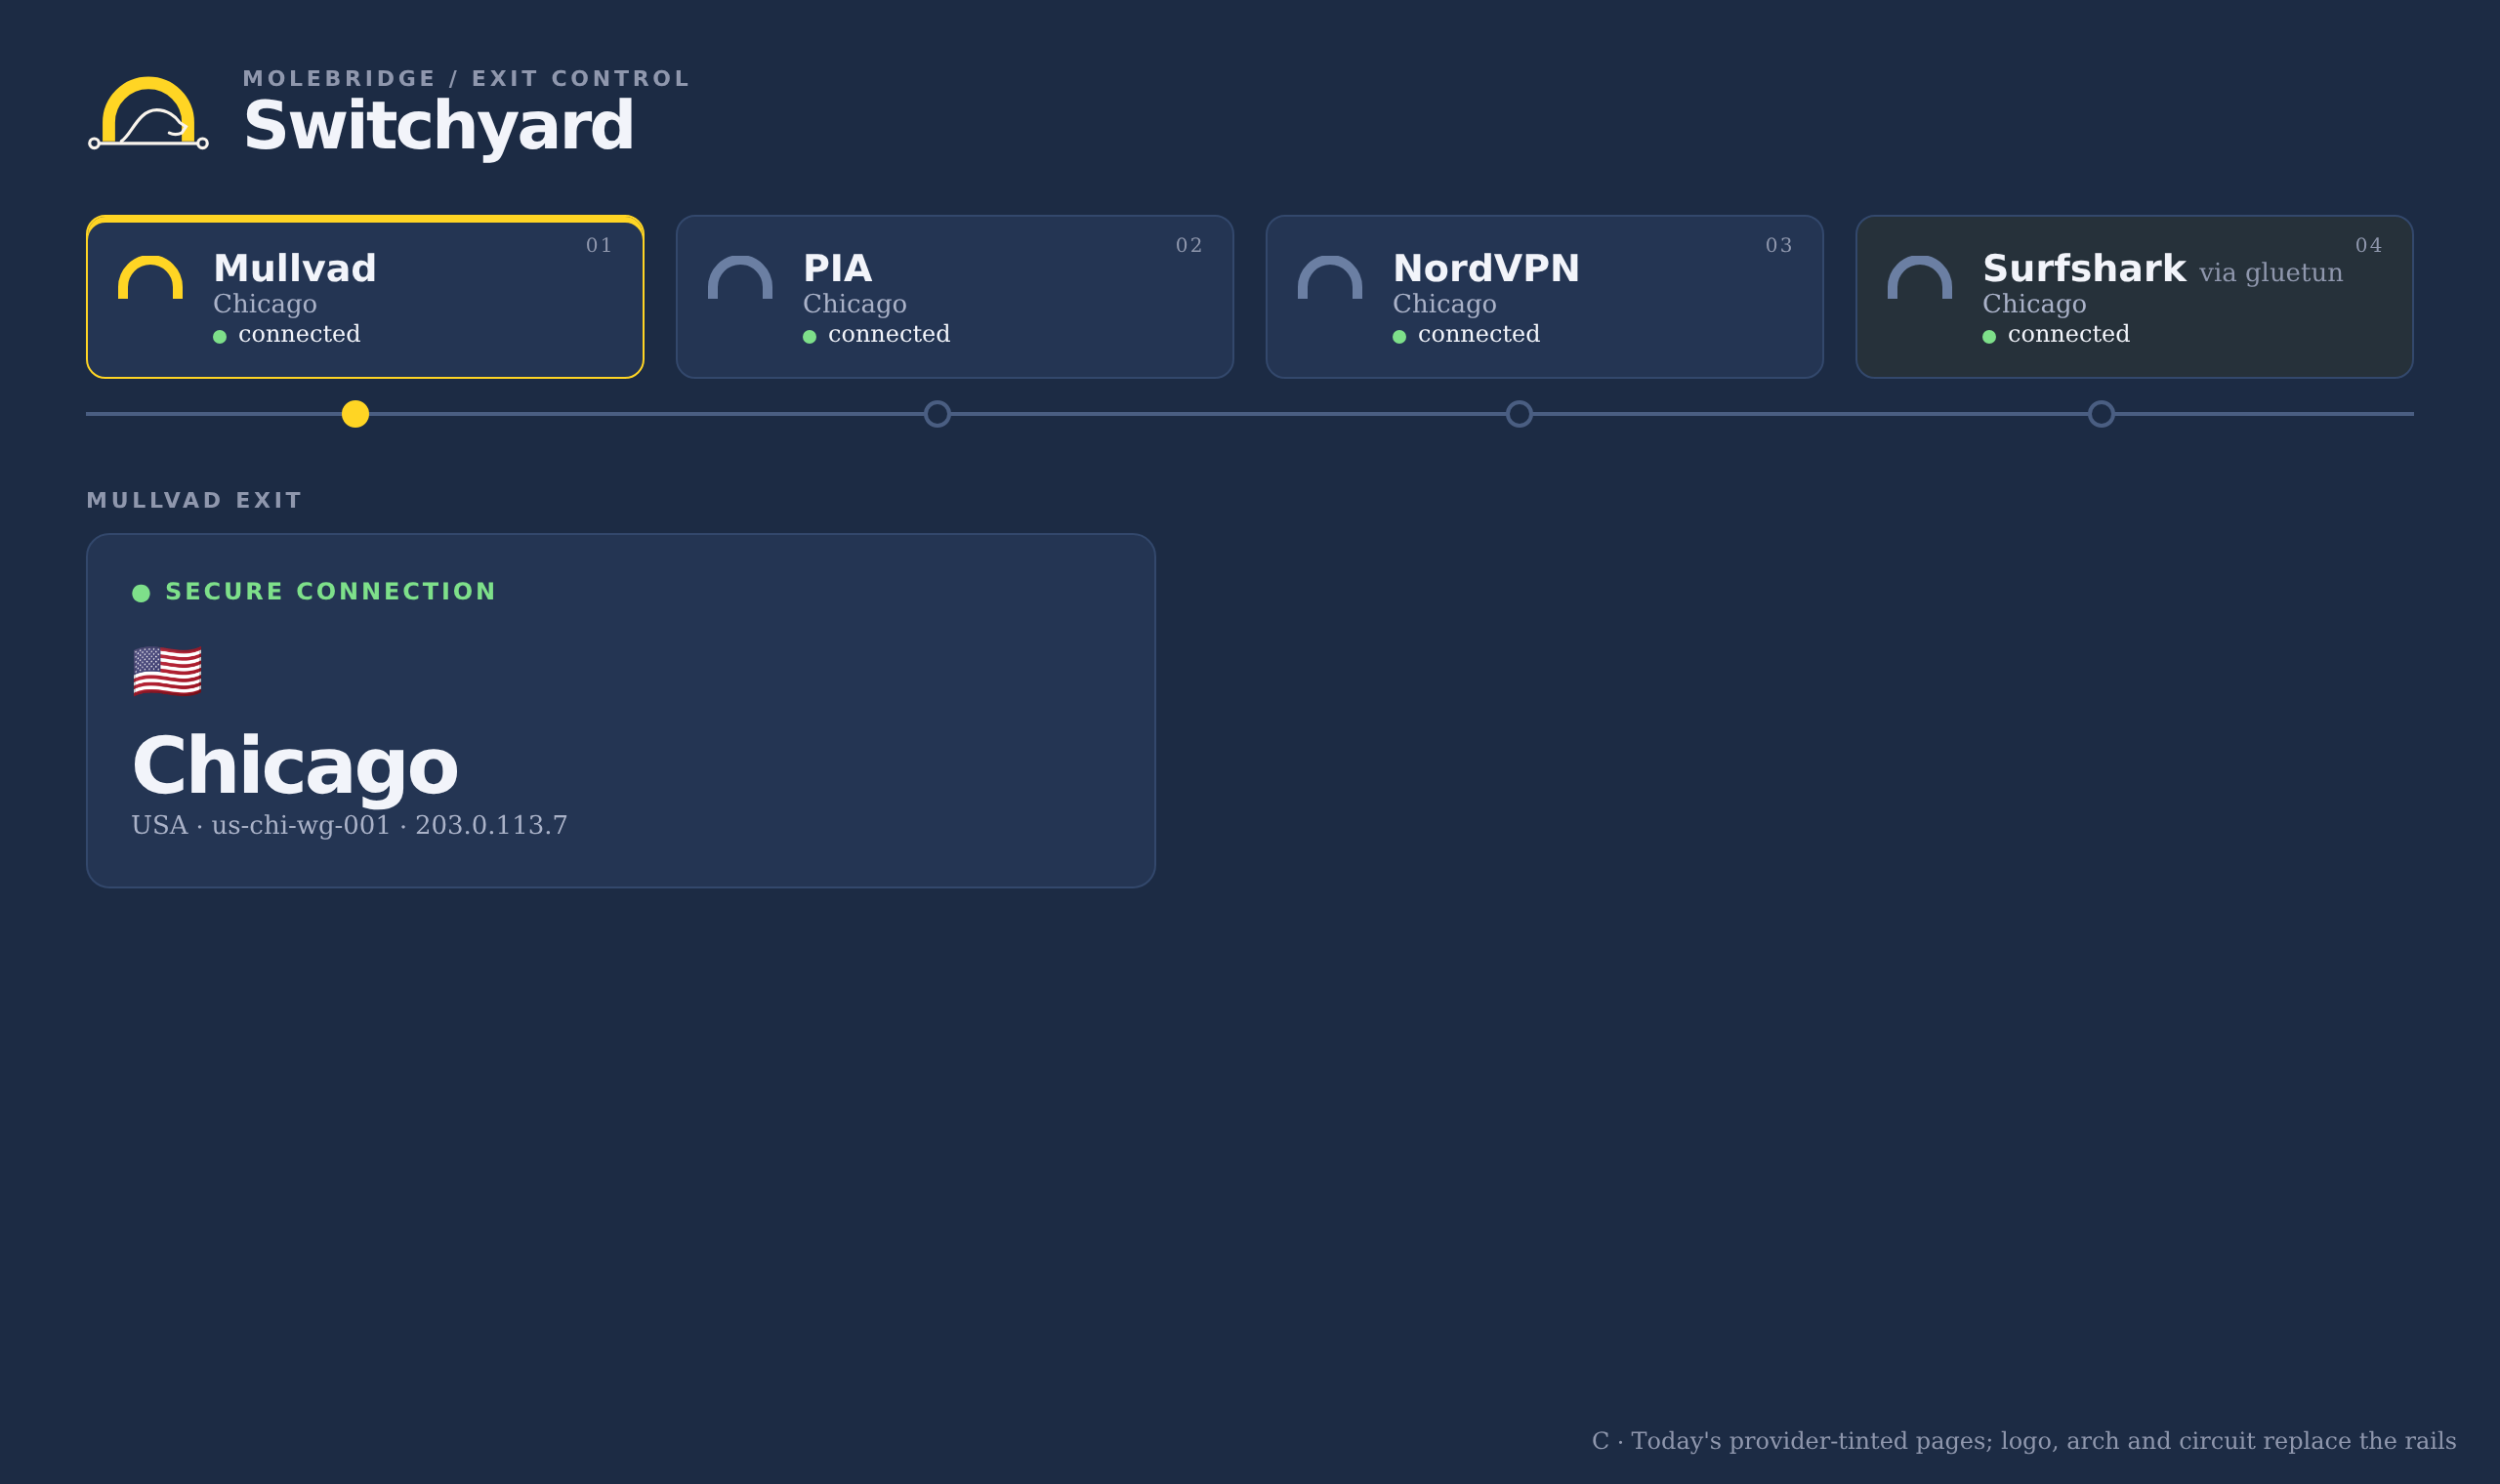 MOLEBRIDGE / EXIT CONTROL
Switchyard
01
Mullvad
Chicago
connected
02
PIA
Chicago
connected
03
NordVPN
Chicago
connected
04
Surfshark via gluetun
Chicago
connected
MULLVAD EXIT
SECURE CONNECTION
Chicago
USA · us-chi-wg-001 · 203.0.113.7
C · Today's provider-tinted pages; logo, arch and circuit replace the rails